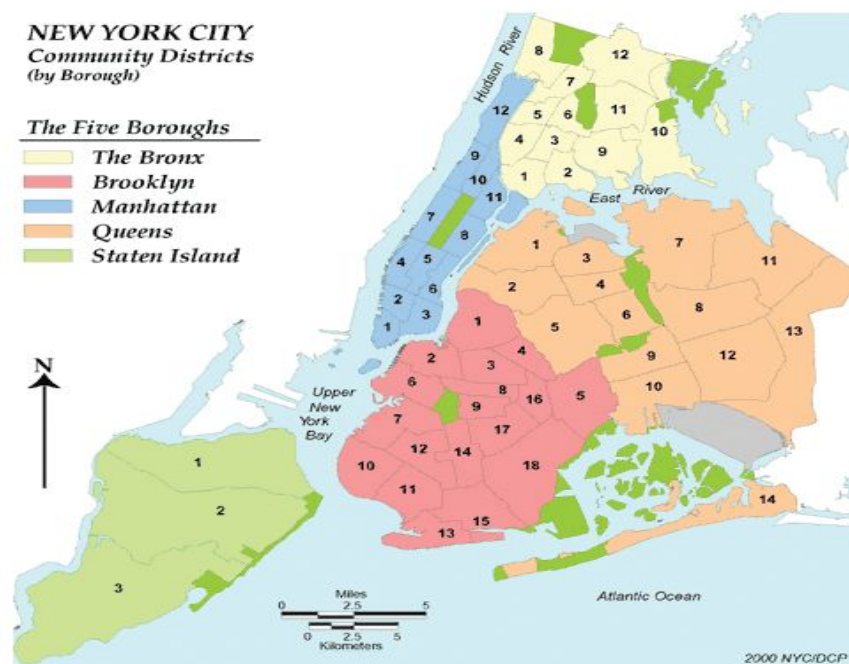 NEW YORK CITY
Community Districts
(by Borough)
The Five Boroughs
The Bronx
Brooklyn
Manhattan
Queens
Staten Island
Hudson River
8
12
7
12
5
6
11
10
4
3
9
9
10
1
2
11
East River
7
8
1
7
11
3
4
5
2
4
8
6
6
5
13
2
3
1
1
9
12
2
4
3
10
N
6
8
5
Upper
New
York
Bay
9
16
7
17
12
14
10
18
1
11
2
15
13
14
3
Miles
0 2.5 5
0 2.5 5
Kilometers
Atlantic Ocean
2000 NYC/DCP